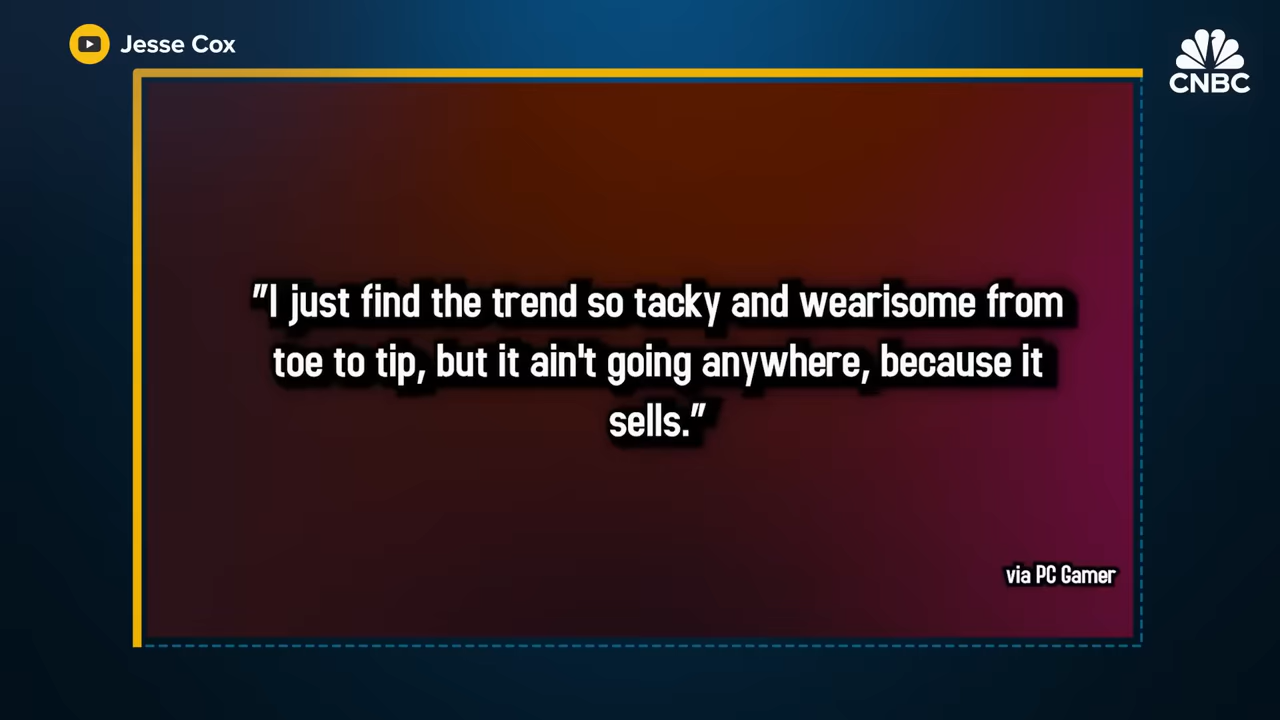 Jesse Cox
CNBC
"I just find the trend so tacky and wearisome from
toe to tip, but it ain't going anywhere, because it
sells."
via PC Gamer